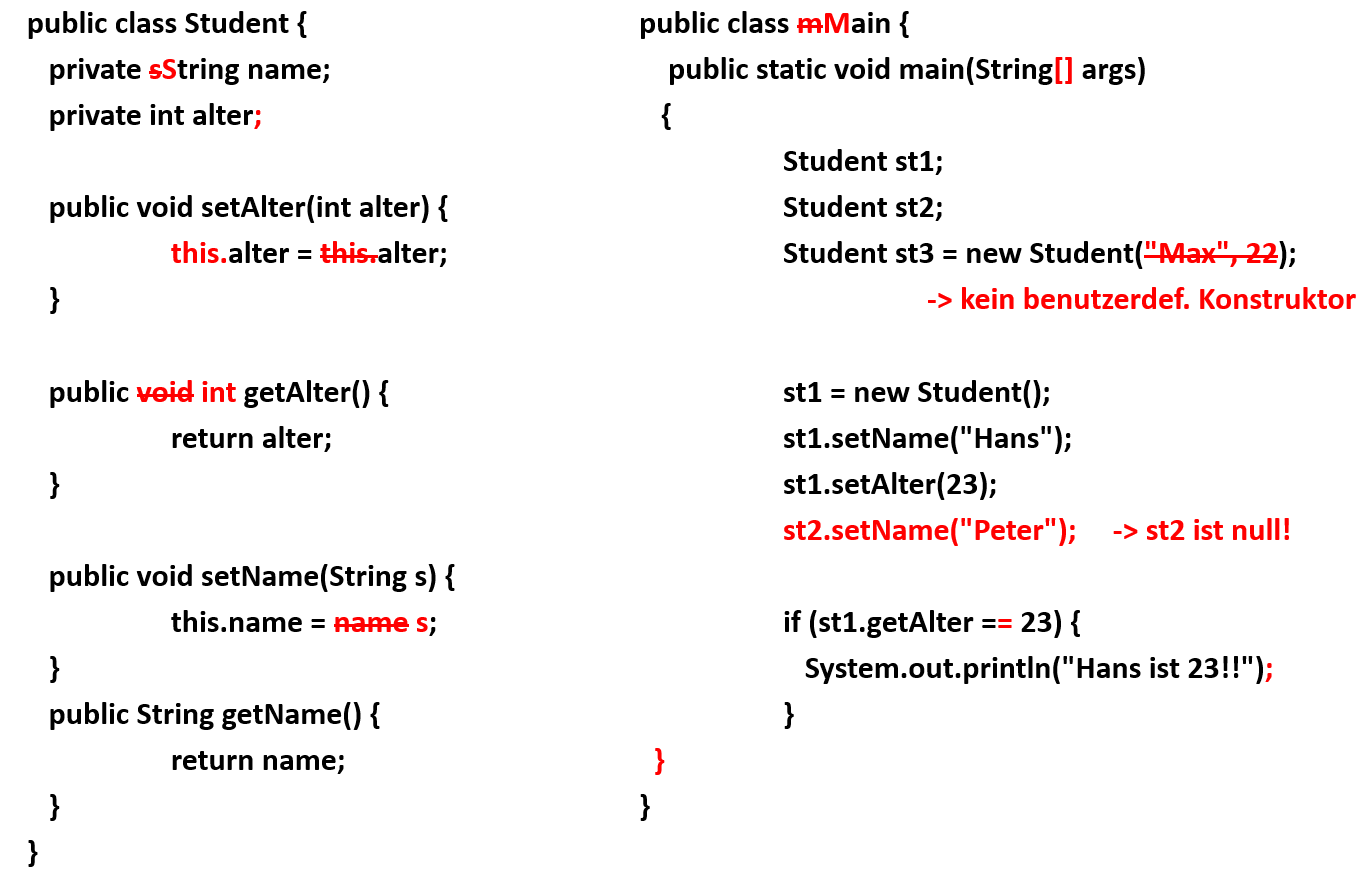 public class Student {
private sString name;
private int alter;
public void setAlter(int alter) {
this.alter = this.alter;
}
public void int getAlter() {
return alter;
}
public void setName(String s) {
this.name = name s;
}
public String getName() {
return name;
}
}
public class mMain {
public static void main(String[] args)
{
Student st1;
Student st2;
Student st3 = new Student("Max", 22);
-> kein benutzerdef. Konstruktor
st1 = new Student();
st1.setName("Hans");
st1.setAlter(23);
st2.setName("Peter"); -> st2 ist null!
if (st1.getAlter == 23) {
System.out.println("Hans ist 23!!");
}
}
}